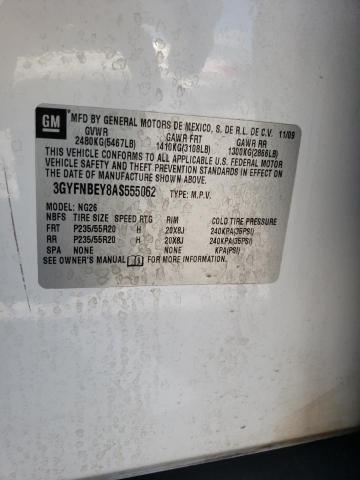 GM
MFD BY GENERAL MOTORS DE MEXICO, S. DE R.L. DE C.V. 11/09
GVWR GAWR FRT GAWR RR
2480KG(5467LB) 1410KG(3108LB) 1300KG(2866LB)
THIS VEHICLE CONFORMS TO ALL APPLICABLE U.S. FEDERAL MOTOR
VEHICLE SAFETY AND THEFT PREVENTION STANDARDS IN EFFECT ON
THE DATE OF MANUFACTURE SHOWN ABOVE.
3GYFNBEY8AS555062 TYPE: M.P.V.
MODEL: NG26
NBFS TIRE SIZE SPEED RTG RIM COLD TIRE PRESSURE
FRT P235/55R20 H 20X8J 240KPA(35PSI)
RR P235/55R20 H 20X8J 240KPA(35PSI)
SPA NONE NONE KPA(PSI)
SEE OWNER'S MANUAL FOR MORE INFORMATION.